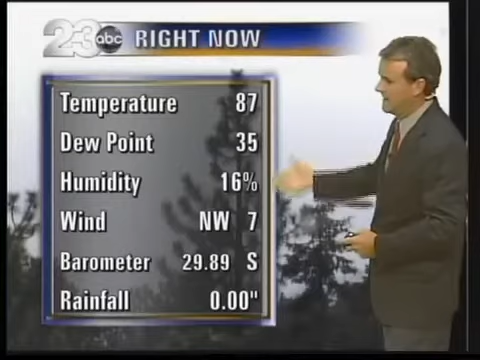 23 abc RIGHT NOW
Temperature 87
Dew Point 35
Humidity 16%
Wind NW 7
Barometer 29.89 S
Rainfall 0.00"